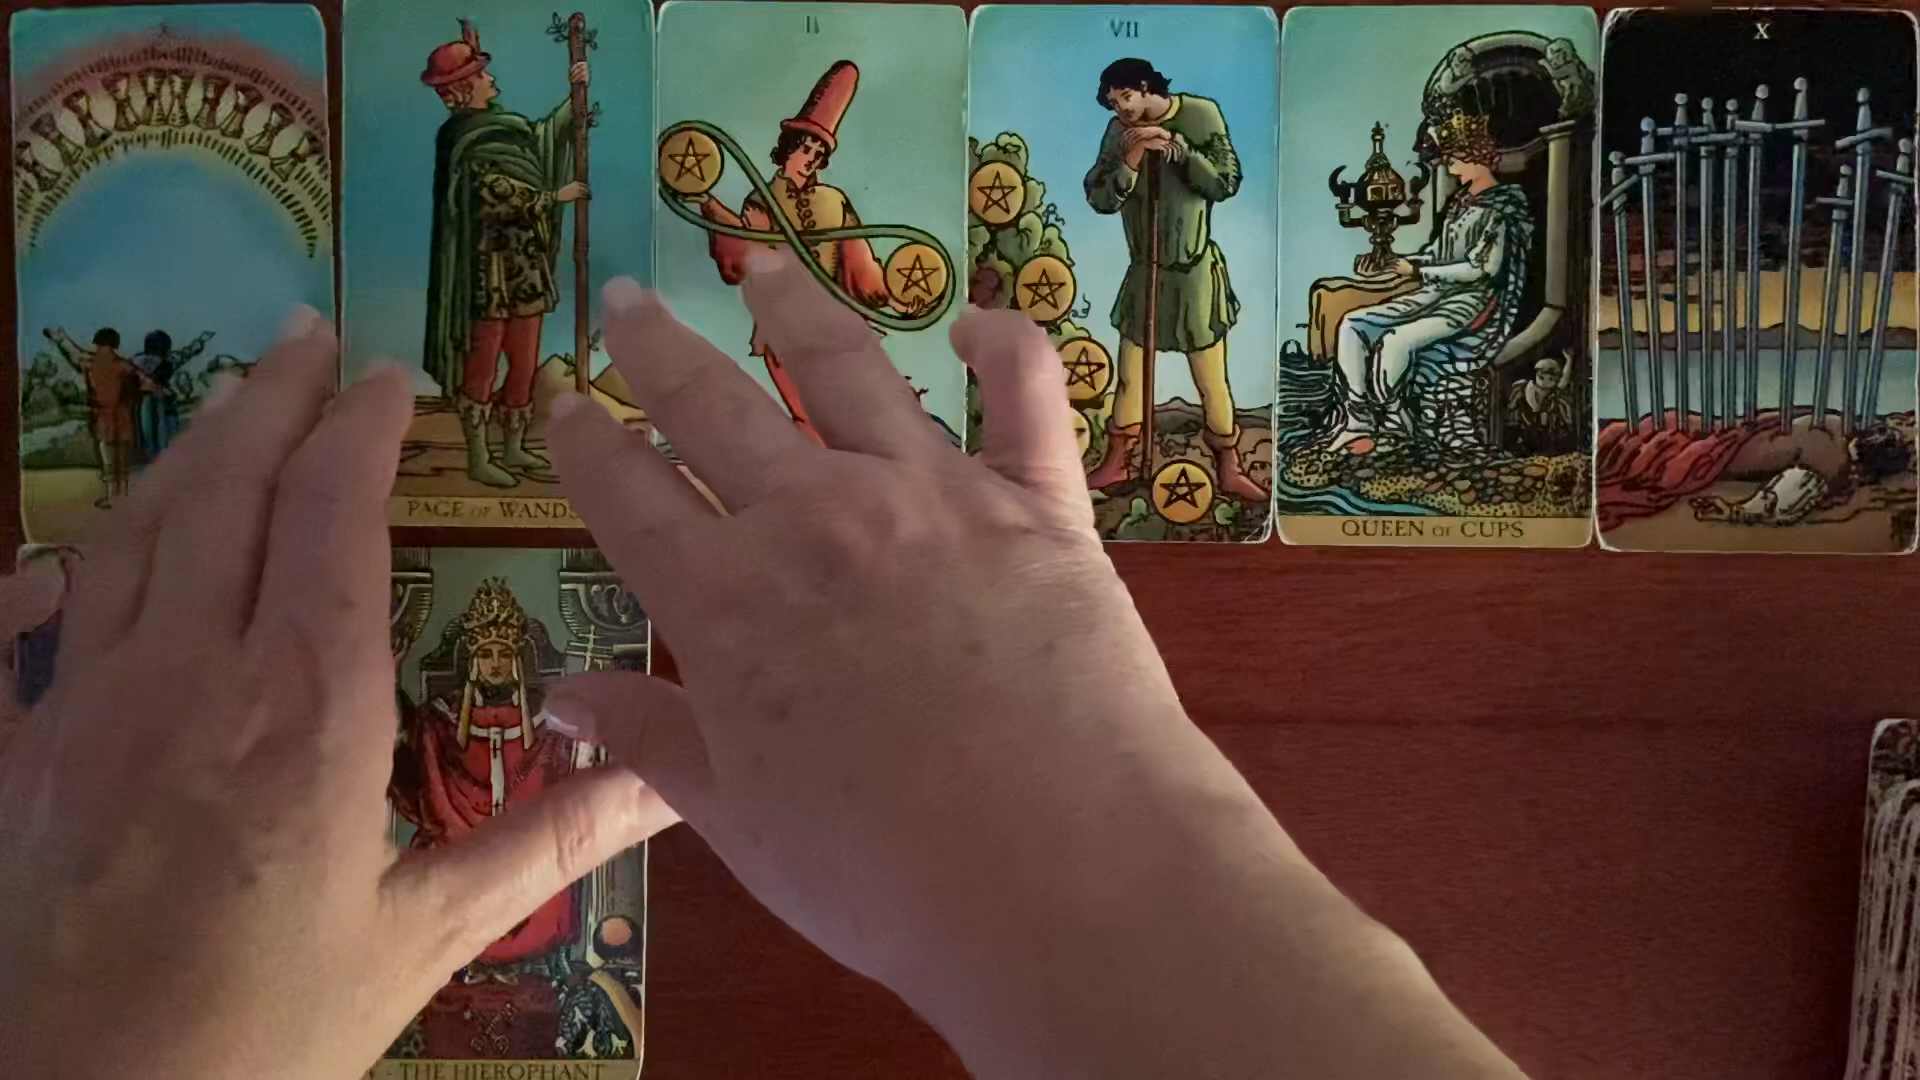 X
II
VII
X
PAGE OF WANDS
QUEEN OF CUPS
V - THE HIEROPHANT